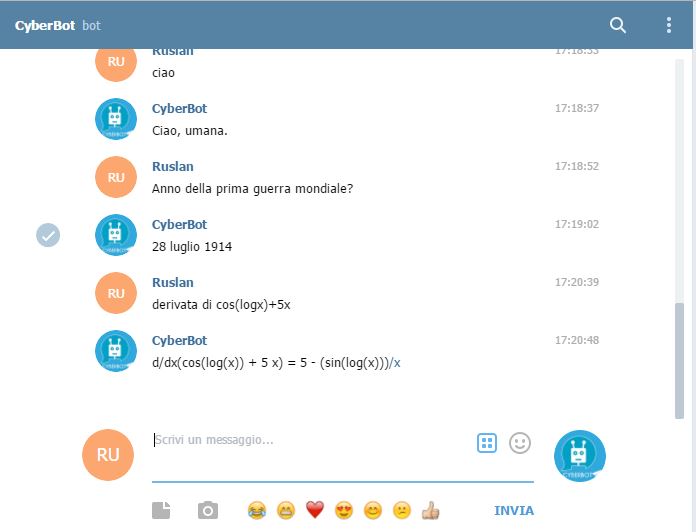 CyberBot bot
Ruslan 17:18:33
RU
ciao
CyberBot 17:18:37
Ciao, umana.
Ruslan 17:18:52
RU
Anno della prima guerra mondiale?
CyberBot 17:19:02
28 luglio 1914
Ruslan 17:20:39
RU
derivata di cos(logx)+5x
CyberBot 17:20:48
d/dx(cos(log(x)) + 5 x) = 5 - (sin(log(x)))/x
RU
Scrivi un messaggio...
CYBERBOT
INVIA